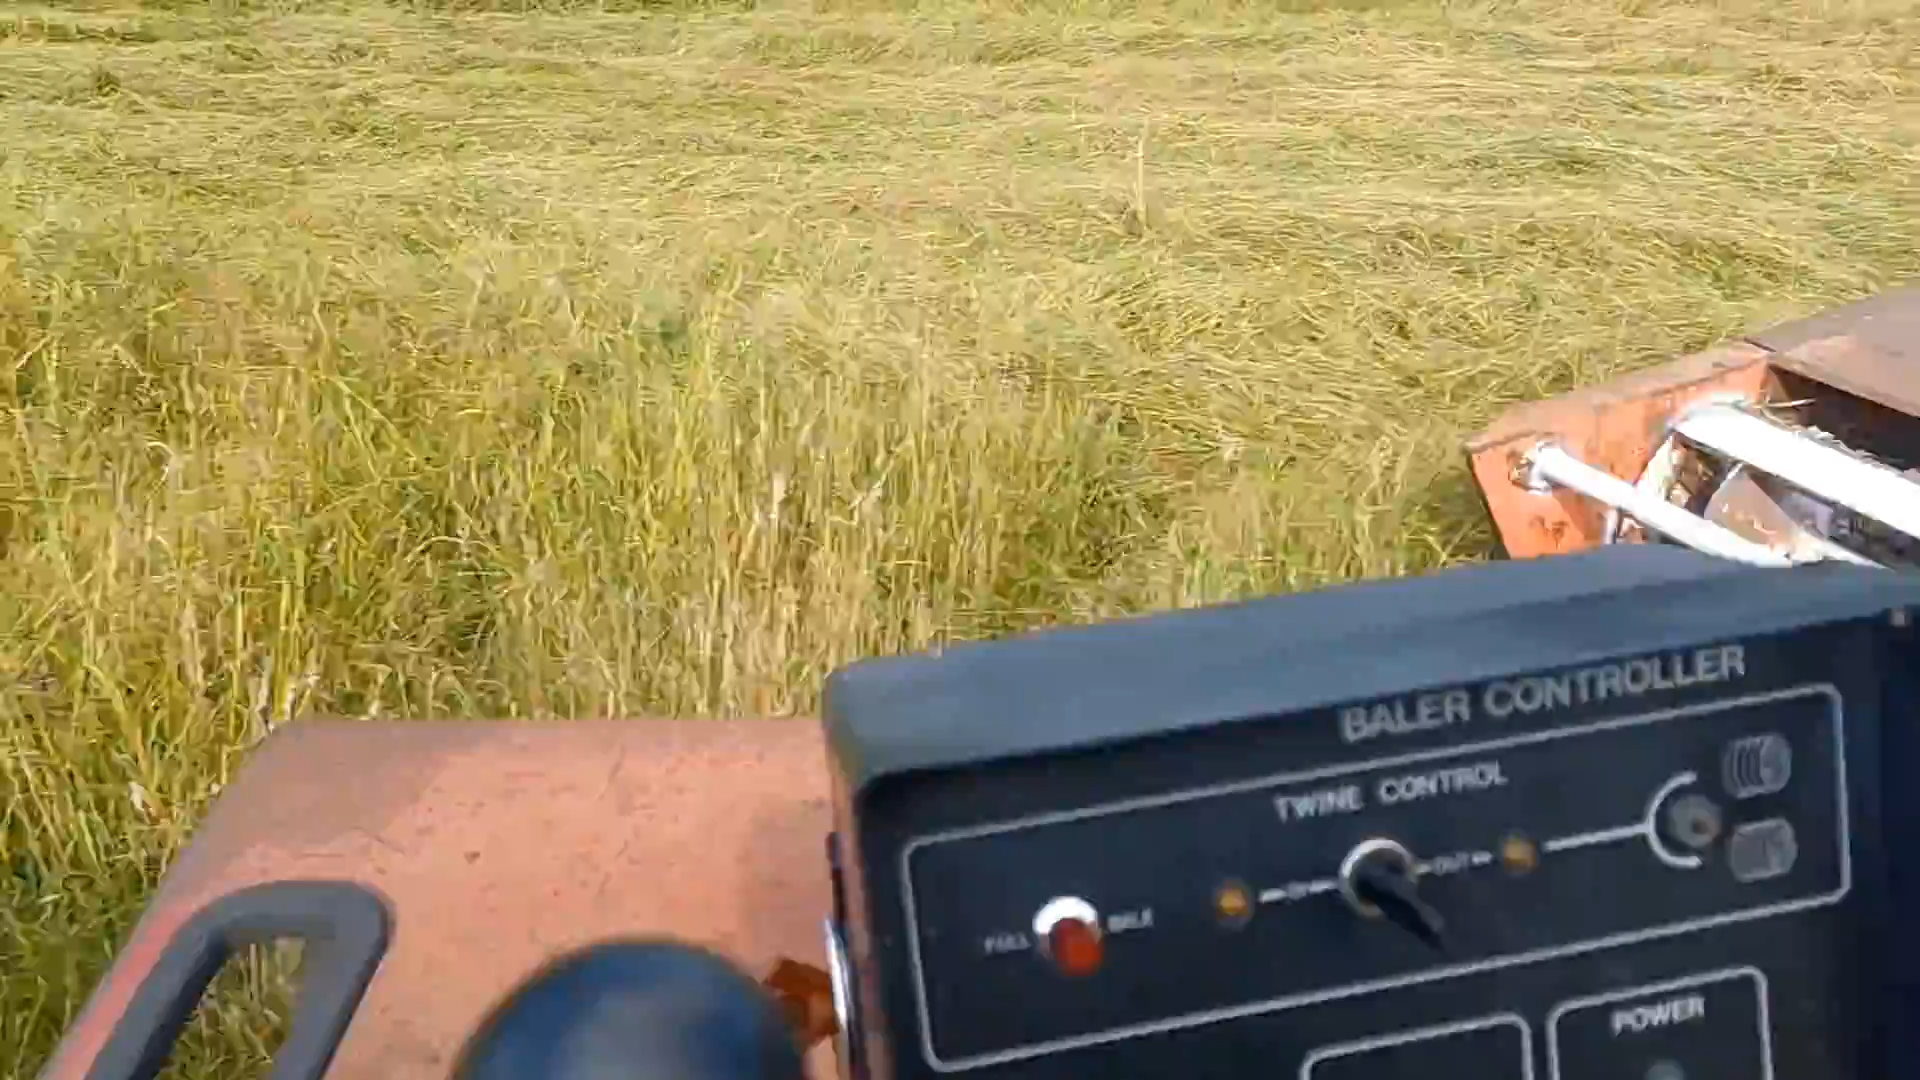 BALER CONTROLLER
TWINE CONTROL
FULL BALE
OUT
POWER